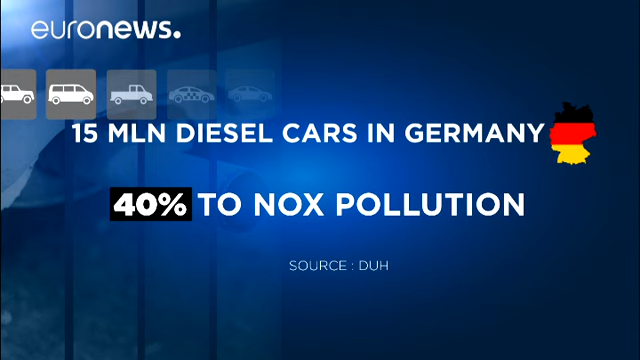 euronews.
15 MLN DIESEL CARS IN GERMANY
40% TO NOX POLLUTION
SOURCE : DUH